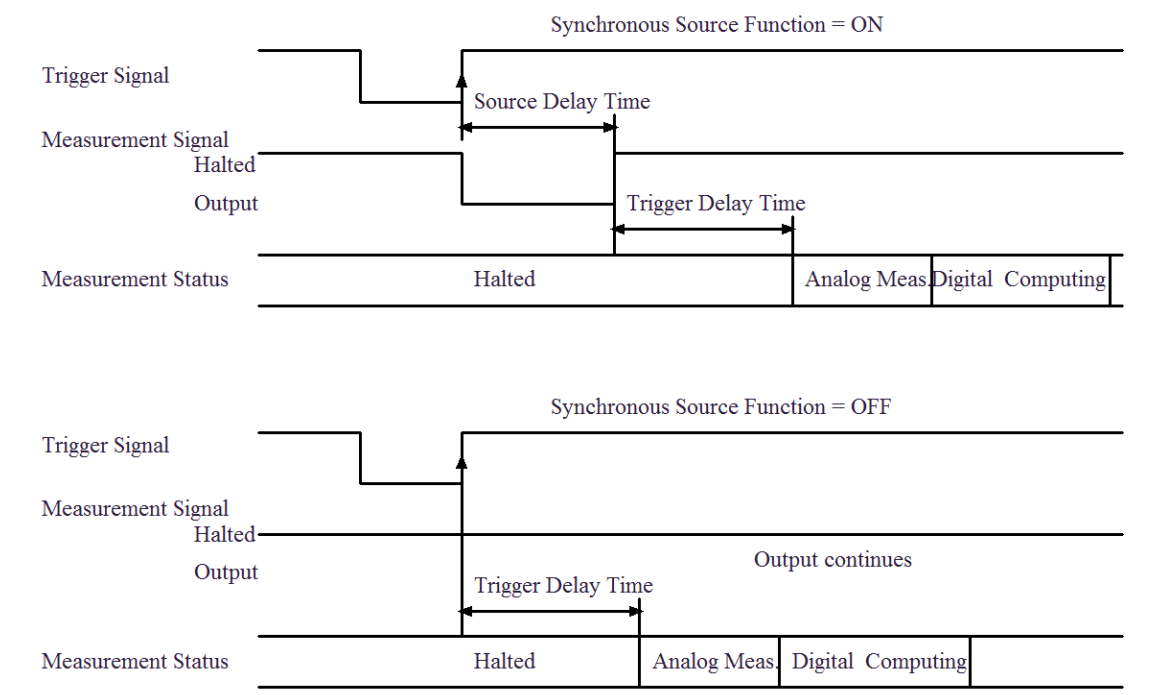 Synchronous Source Function = ON
Trigger Signal
Source Delay Time
Measurement Signal
Halted
Output
Trigger Delay Time
Measurement Status
Halted
Analog Meas.
Digital Computing
Synchronous Source Function = OFF
Trigger Signal
Measurement Signal
Halted
Output continues
Output
Trigger Delay Time
Measurement Status
Halted
Analog Meas.
Digital Computing